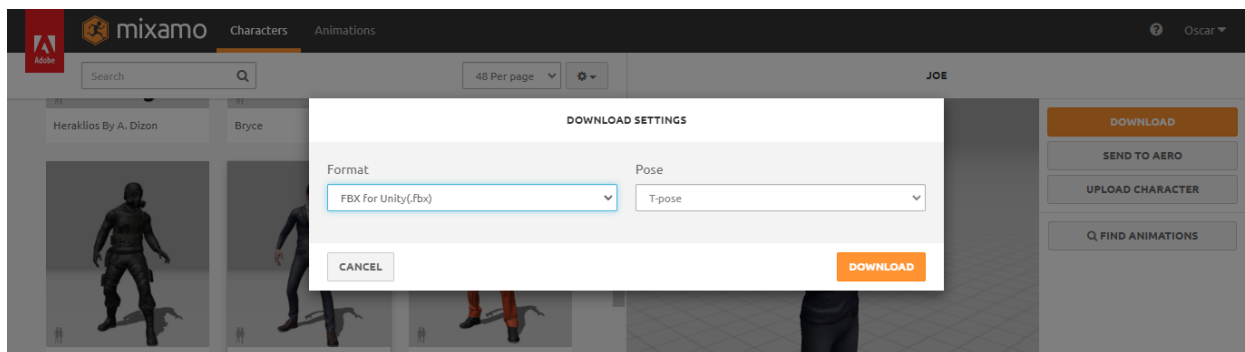 mixamo Characters Animations Oscar
Adobe
Search 48 Per page JOE
Heraklios By A. Dizon Bryce
DOWNLOAD SETTINGS
Format Pose
FBX for Unity(.fbx) T-pose
CANCEL DOWNLOAD
DOWNLOAD
SEND TO AERO
UPLOAD CHARACTER
FIND ANIMATIONS